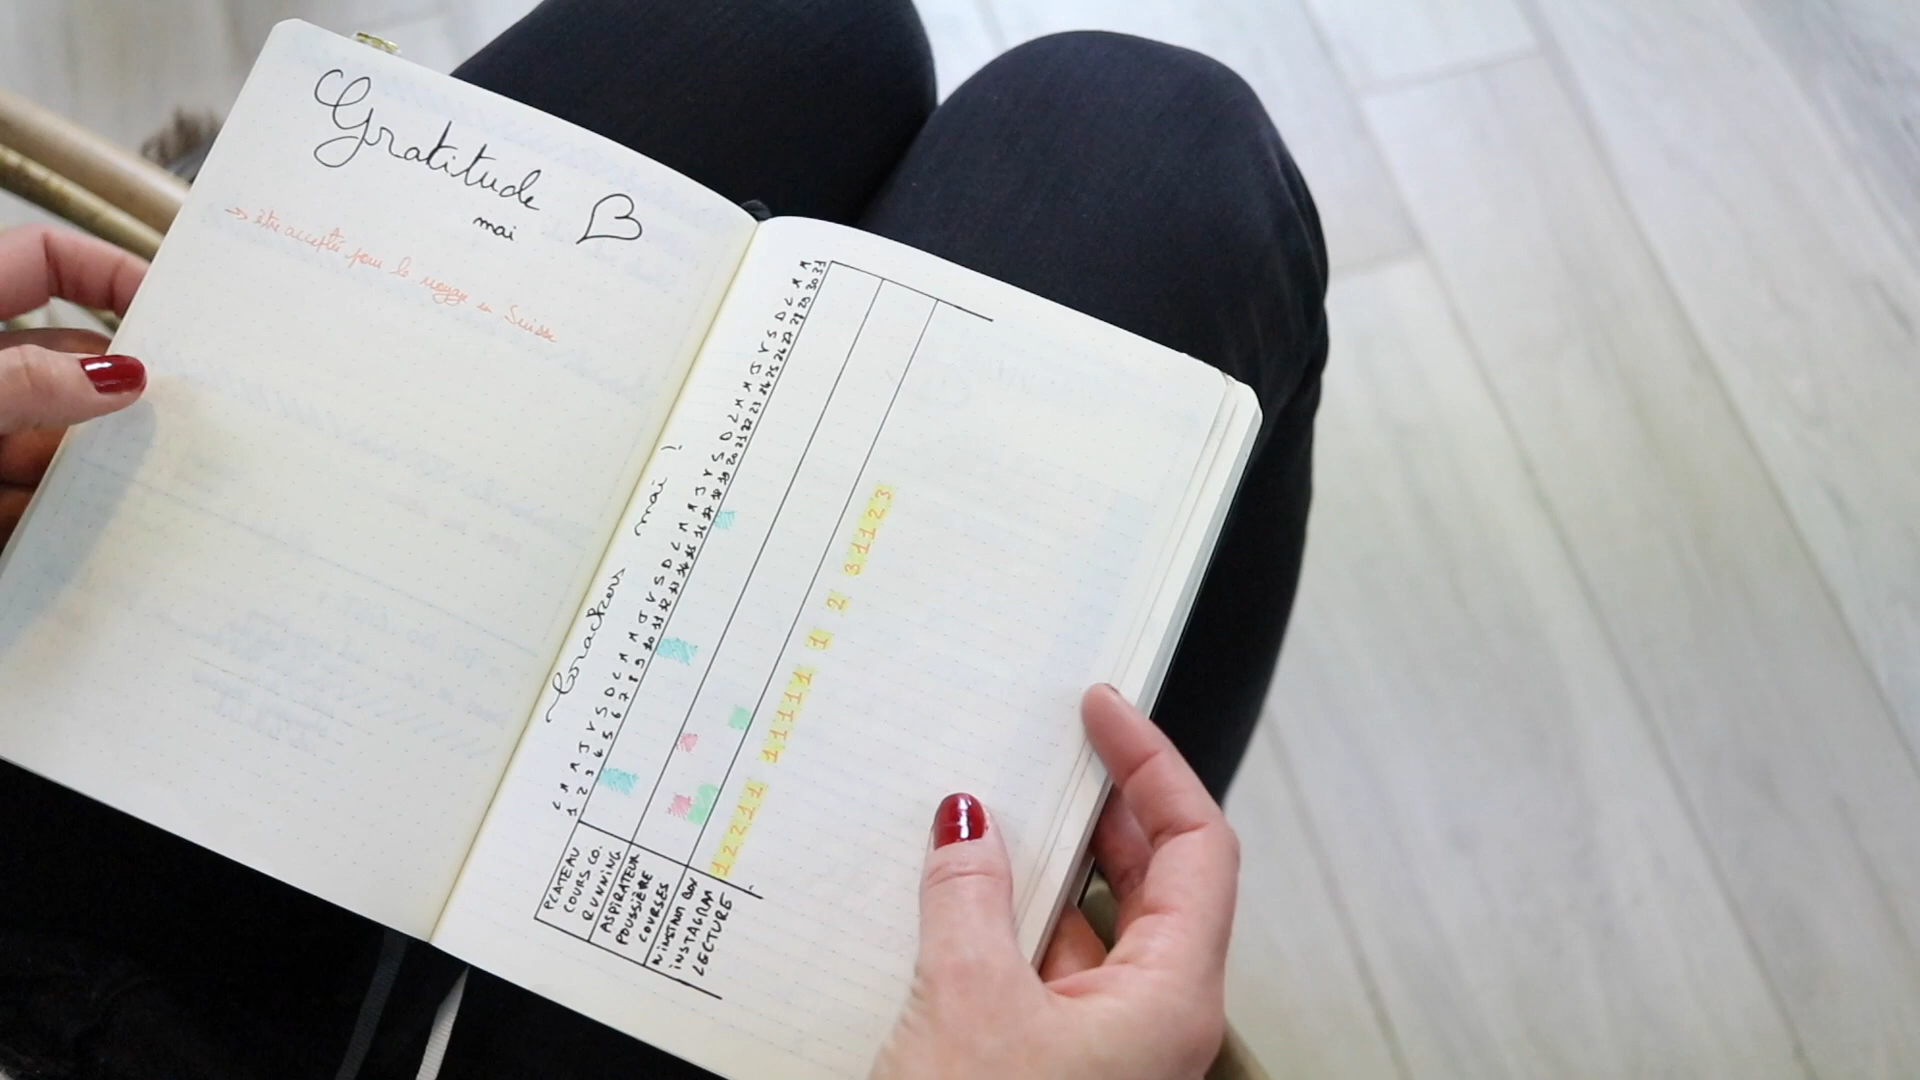 Gratitude
mai
→ être acceptée pour le voyage en Suisse
Trackers mai !
L M M J V S D L M M J V S D L M M J V S D L M M J V S D L M M
1 2 3 4 5 6 7 8 9 10 11 12 13 14 15 16 17 18 19 20 21 22 23 24 25 26 27 28 29 30 31
PLATEAU
COURS CO.
RUNNING
ASPIRATEUR
POUSSIÈRE
COURSES
INSTAGRAM
LECTURE
1 2 2 1 1 1 1 1 1 1 1 2 3 1 1 2 3